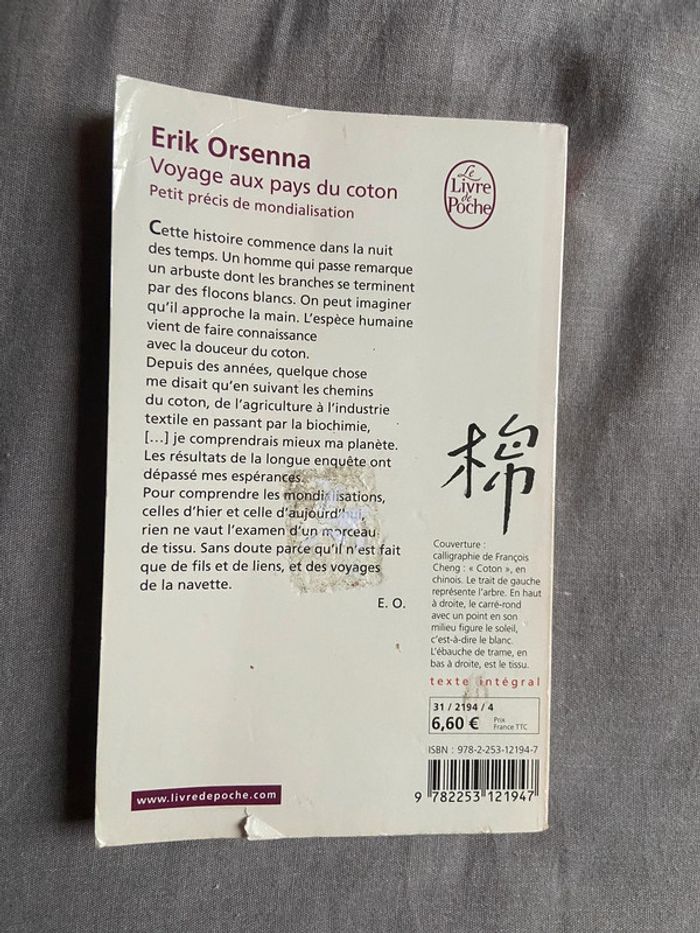 Erik Orsenna
Voyage aux pays du coton
Petit précis de mondialisation
Le
Livre
de
Poche
Cette histoire commence dans la nuit
des temps. Un homme qui passe remarque
un arbuste dont les branches se terminent
par des flocons blancs. On peut imaginer
qu'il approche la main. L'espèce humaine
vient de faire connaissance
avec la douceur du coton.
Depuis des années, quelque chose
me disait qu'en suivant les chemins
du coton, de l'agriculture à l'industrie
textile en passant par la biochimie,
[...] je comprendrais mieux ma planète.
Les résultats de la longue enquête ont
dépassé mes espérances.
Pour comprendre les mondialisations,
celles d'hier et celle d'aujourd'hui,
rien ne vaut l'examen d'un morceau
de tissu. Sans doute parce qu'il n'est fait
que de fils et de liens, et des voyages
de la navette.
E. O.
棉
Couverture :
calligraphie de François
Cheng : « Coton », en
chinois. Le trait de gauche
représente l'arbre. En haut
à droite, le carré-rond
avec un point en son
milieu figure le soleil,
c'est-à-dire le blanc.
L'ébauche de trame, en
bas à droite, est le tissu.
texte intégral
31 / 2194 / 4
6,60 € Prix
France TTC
ISBN : 978-2-253-12194-7
9 782253 121947
www.livredepoche.com